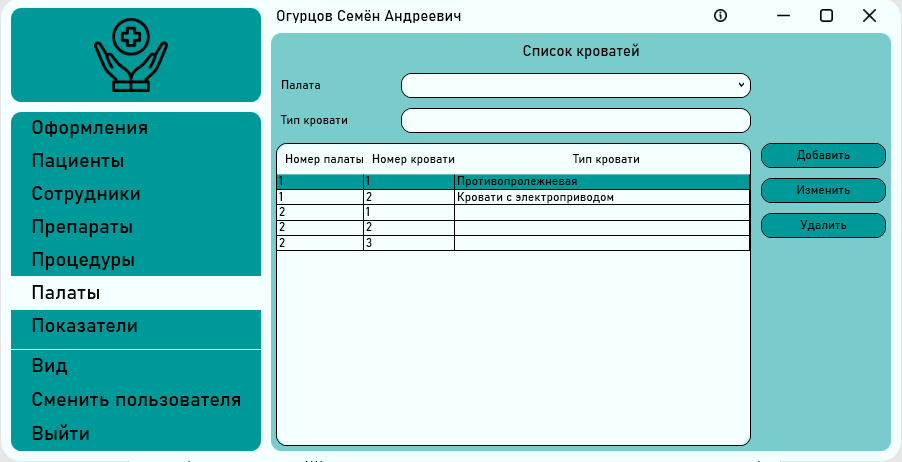 Огурцов Семён Андреевич
Оформления
Пациенты
Сотрудники
Препараты
Процедуры
Палаты
Показатели
Вид
Сменить пользователя
Выйти
Список кроватей
Палата
Тип кровати
Номер палаты Номер кровати Тип кровати
1 1 Противопролежневая
1 2 Кровати с электроприводом
2 1
2 2
2 3
Добавить
Изменить
Удалить